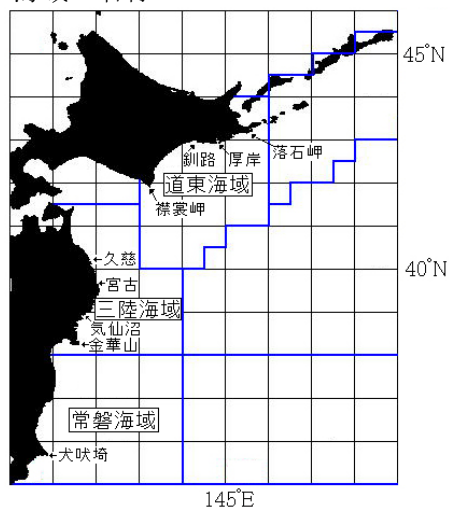 45°N
釧路
厚岸
落石岬
道東海域
襟裳岬
久慈
40°N
宮古
三陸海域
気仙沼
金華山
常磐海域
犬吠埼
145°E